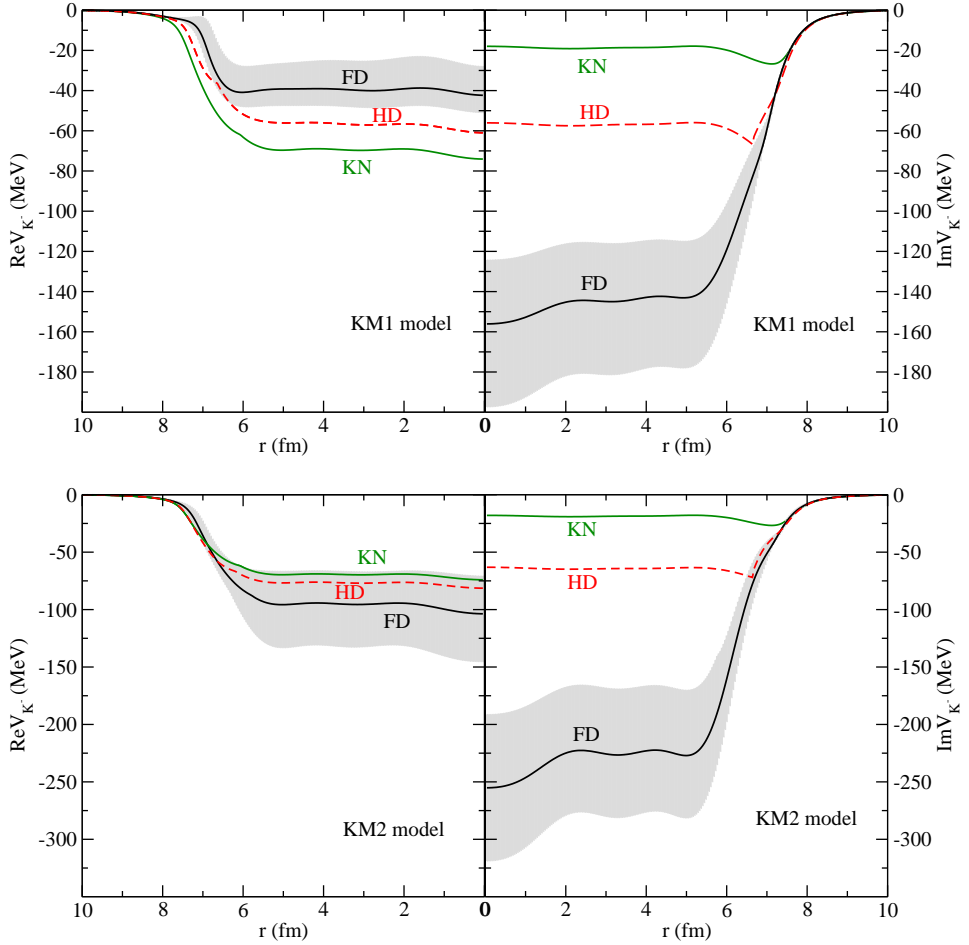 0
-20
-40
-60
-80
-100
-120
-140
-160
-180
ReV_K^- (MeV)
FD
HD
KN
KM1 model
10
8
6
4
2
r (fm)
KN
HD
FD
KM1 model
0
2
4
6
8
10
r (fm)
0
-20
-40
-60
-80
-100
-120
-140
-160
-180
ImV_K^- (MeV)
0
-50
-100
-150
-200
-250
-300
ReV_K^- (MeV)
KN
HD
FD
KM2 model
10
8
6
4
2
r (fm)
KN
HD
FD
KM2 model
0
2
4
6
8
10
r (fm)
0
-50
-100
-150
-200
-250
-300
ImV_K^- (MeV)